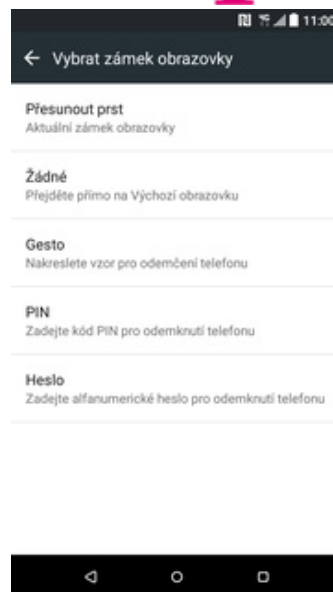 11:00
Vybrat zámek obrazovky
Přesunout prst
Aktuální zámek obrazovky
Žádné
Přejděte přímo na Výchozí obrazovku
Gesto
Nakreslete vzor pro odemčení telefonu
PIN
Zadejte kód PIN pro odemknutí telefonu
Heslo
Zadejte alfanumerické heslo pro odemknutí telefonu